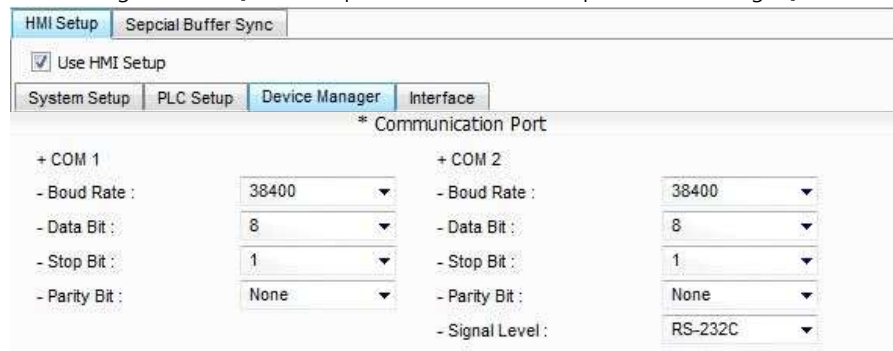 HMI Setup Sepcial Buffer Sync
Use HMI Setup
System Setup PLC Setup Device Manager Interface
* Communication Port
+ COM 1 + COM 2
- Boud Rate : 38400 - Boud Rate : 38400
- Data Bit : 8 - Data Bit : 8
- Stop Bit : 1 - Stop Bit : 1
- Parity Bit : None - Parity Bit : None
- Signal Level : RS-232C